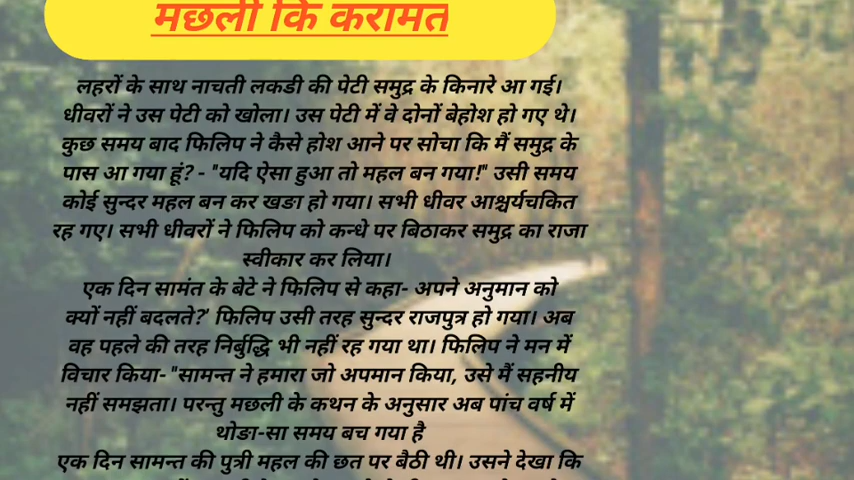 मछली कि करामत
लहरों के साथ नाचती लकडी की पेटी समुद्र के किनारे आ गई।
धीवरों ने उस पेटी को खोला। उस पेटी में वे दोनों बेहोश हो गए थे।
कुछ समय बाद फिलिप ने कैसे होश आने पर सोचा कि मैं समुद्र के
पास आ गया हूं? - "यदि ऐसा हुआ तो महल बन गया!" उसी समय
कोई सुन्दर महल बन कर खङा हो गया। सभी धीवर आश्चर्यचकित
रह गए। सभी धीवरों ने फिलिप को कन्धे पर बिठाकर समुद्र का राजा
स्वीकार कर लिया।
एक दिन सामंत के बेटे ने फिलिप से कहा- अपने अनुमान को
क्यों नहीं बदलते?' फिलिप उसी तरह सुन्दर राजपुत्र हो गया। अब
वह पहले की तरह निर्बुद्धि भी नहीं रह गया था। फिलिप ने मन में
विचार किया- "सामन्त ने हमारा जो अपमान किया, उसे मैं सहनीय
नहीं समझता। परन्तु मछली के कथन के अनुसार अब पांच वर्ष में
थोङा-सा समय बच गया है
एक दिन सामन्त की पुत्री महल की छत पर बैठी थी। उसने देखा कि